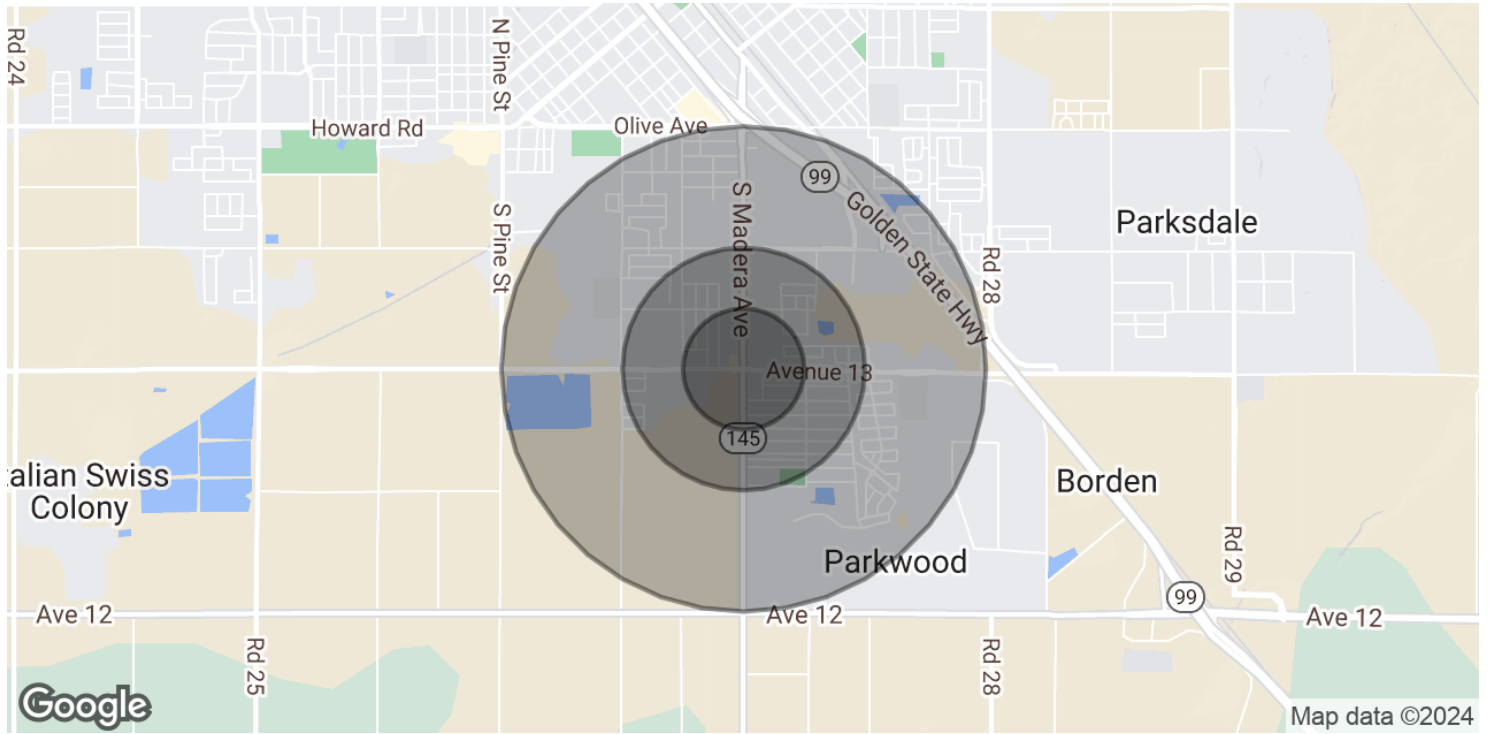 Rd 24
N Pine St
Howard Rd
Olive Ave
99
S Madera Ave
Golden State Hwy
Parksdale
S Pine St
Rd 28
Avenue 13
145
talian Swiss
Colony
Borden
Parkwood
Rd 29
99
Ave 12
Ave 12
Ave 12
Rd 25
Rd 28
Google
Map data ©2024